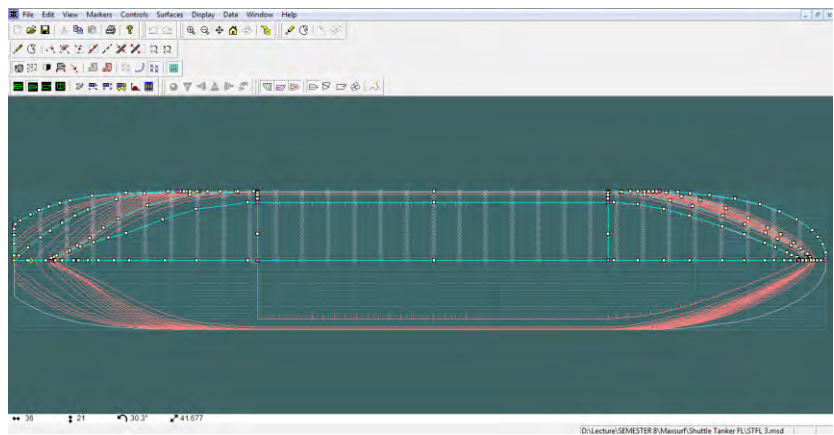 File Edit View Markers Controls Surfaces Display Data Window Help
36 21 30.3° 41.677
D:\Lecture\SEMESTER 8\Maxsurf\Shuttle Tanker FL\STFL 3.msd